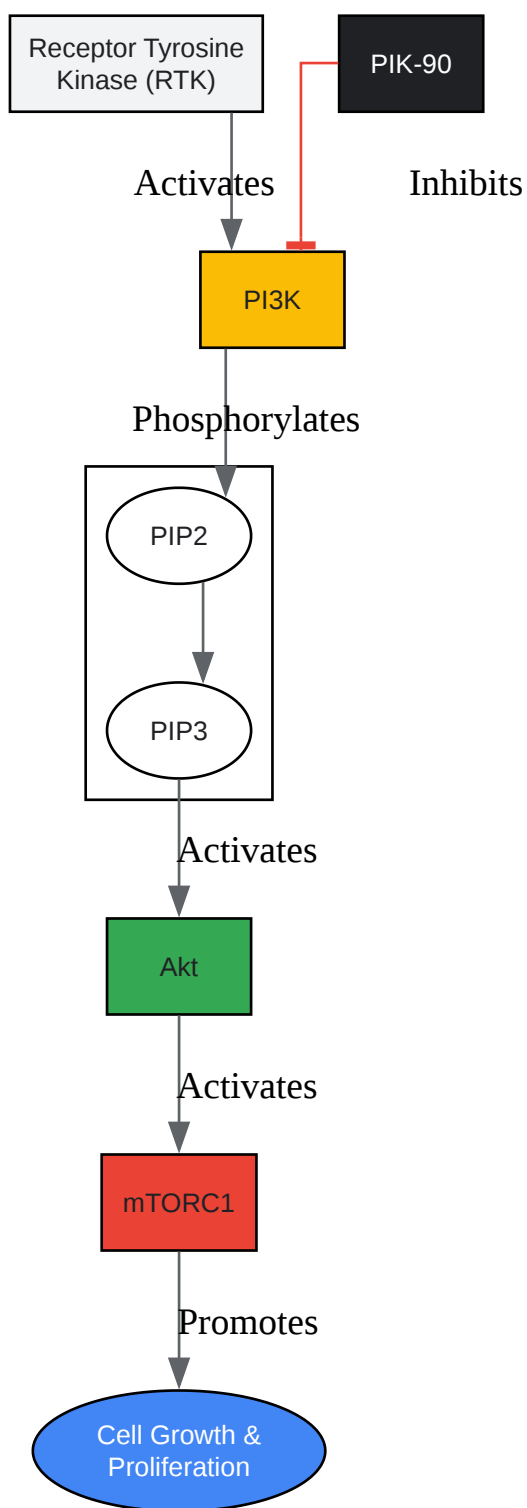 Receptor Tyrosine
Kinase (RTK)
PIK-90
Activates
Inhibits
PI3K
Phosphorylates
PIP2
PIP3
Activates
Akt
Activates
mTORC1
Promotes
Cell Growth &
Proliferation